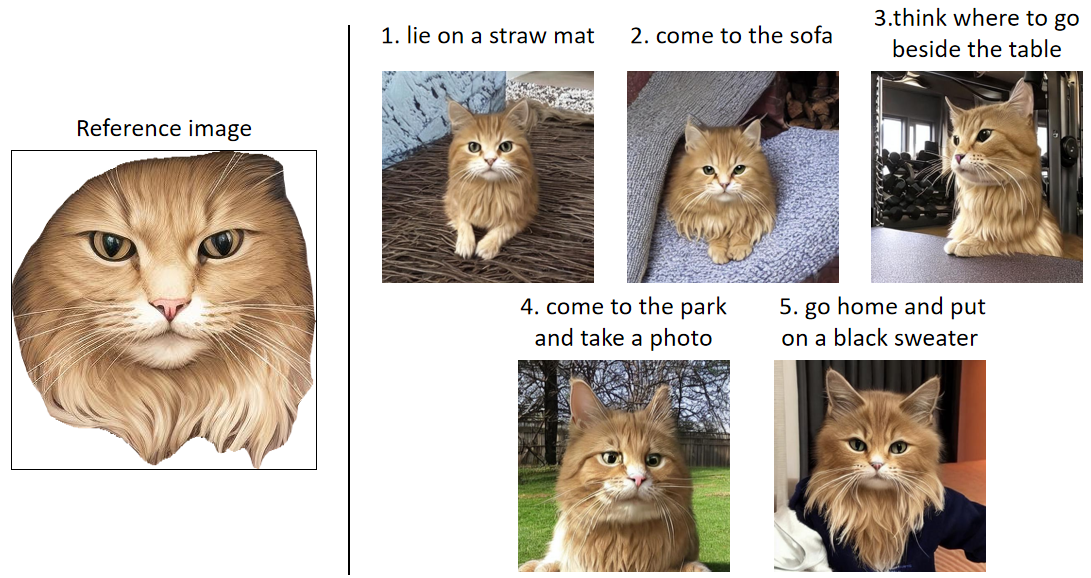 Reference image
1. lie on a straw mat
2. come to the sofa
3.think where to go
beside the table
4. come to the park
and take a photo
5. go home and put
on a black sweater